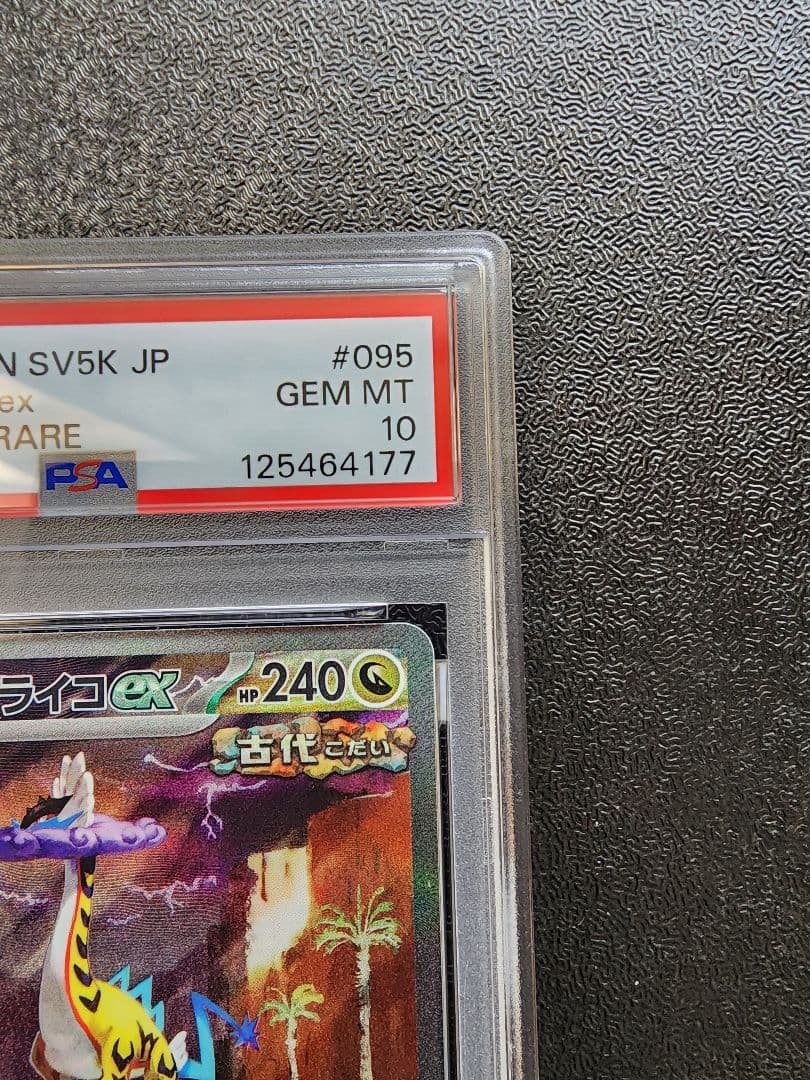 N SV5K JP #095
ex GEM MT
RARE 10
PSA 125464177
ライコex HP240
古代 こだい